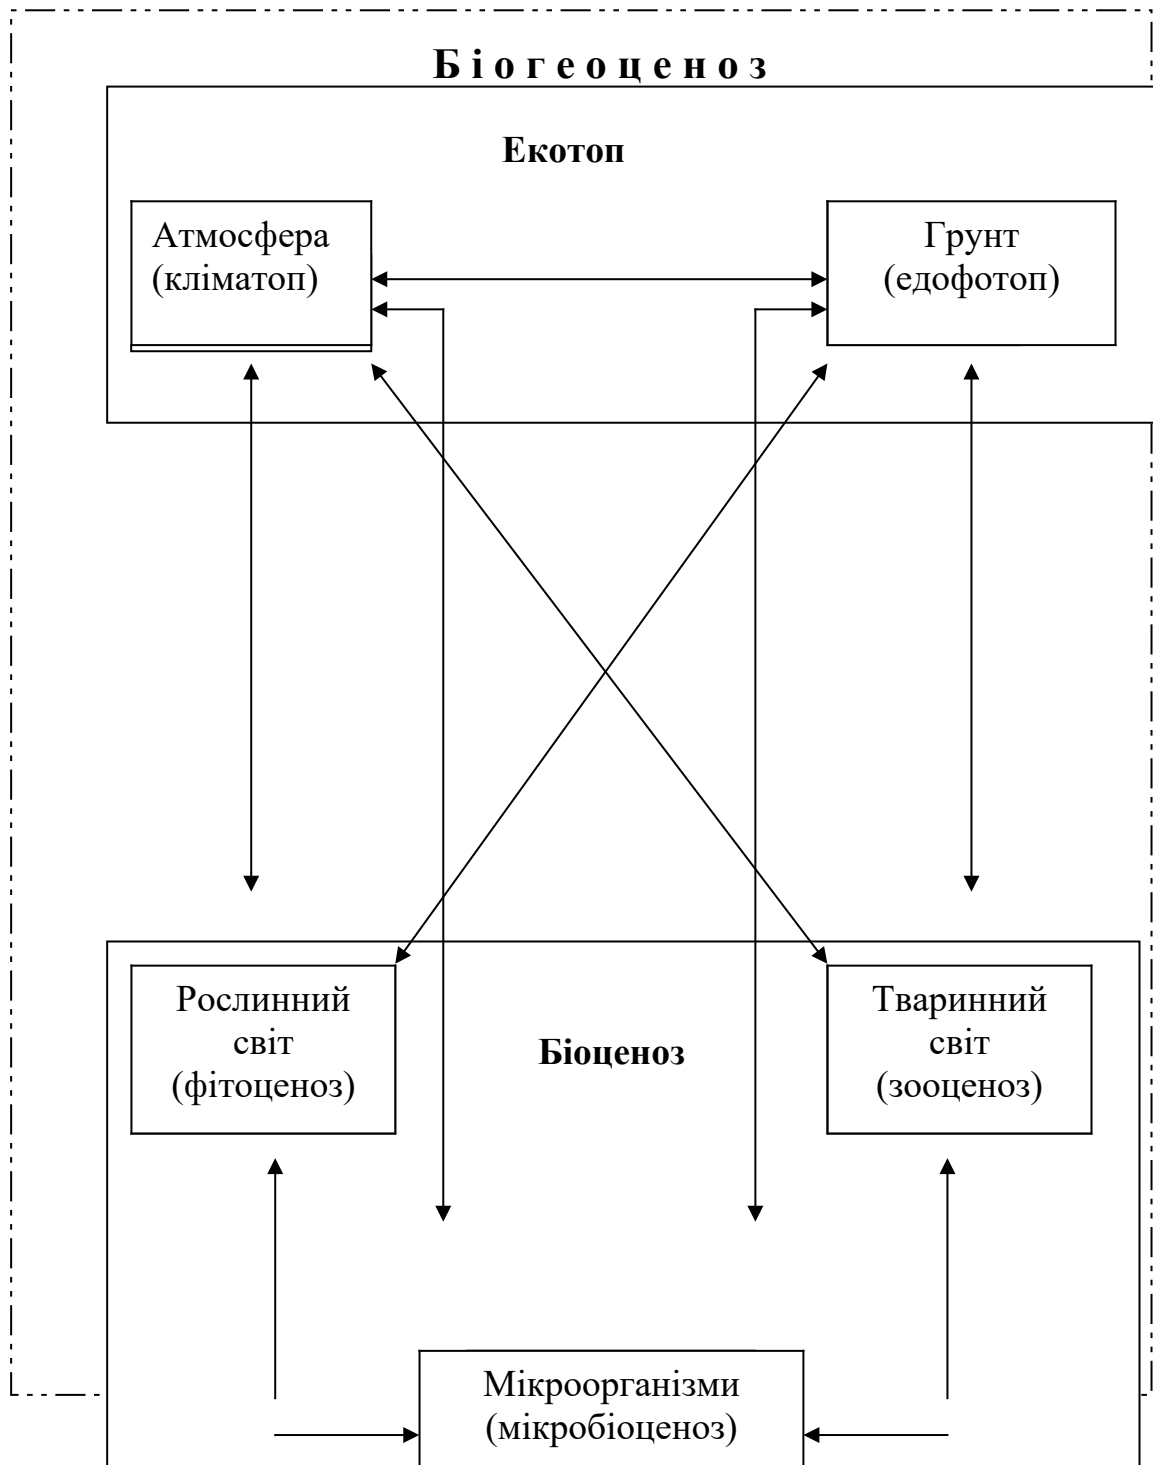 Б і о г е о ц е н о з
Екотоп
Атмосфера
(кліматоп)
Грунт
(едофотоп)
Рослинний
світ
(фітоценоз)
Біоценоз
Тваринний
світ
(зооценоз)
Мікроорганізми
(мікробіоценоз)